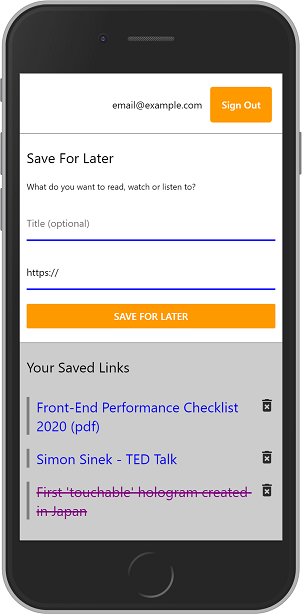 email@example.com
Sign Out
Save For Later
What do you want to read, watch or listen to?
Title (optional)
https://
SAVE FOR LATER
Your Saved Links
Front-End Performance Checklist
2020 (pdf)
Simon Sinek - TED Talk
First 'touchable' hologram created
in Japan